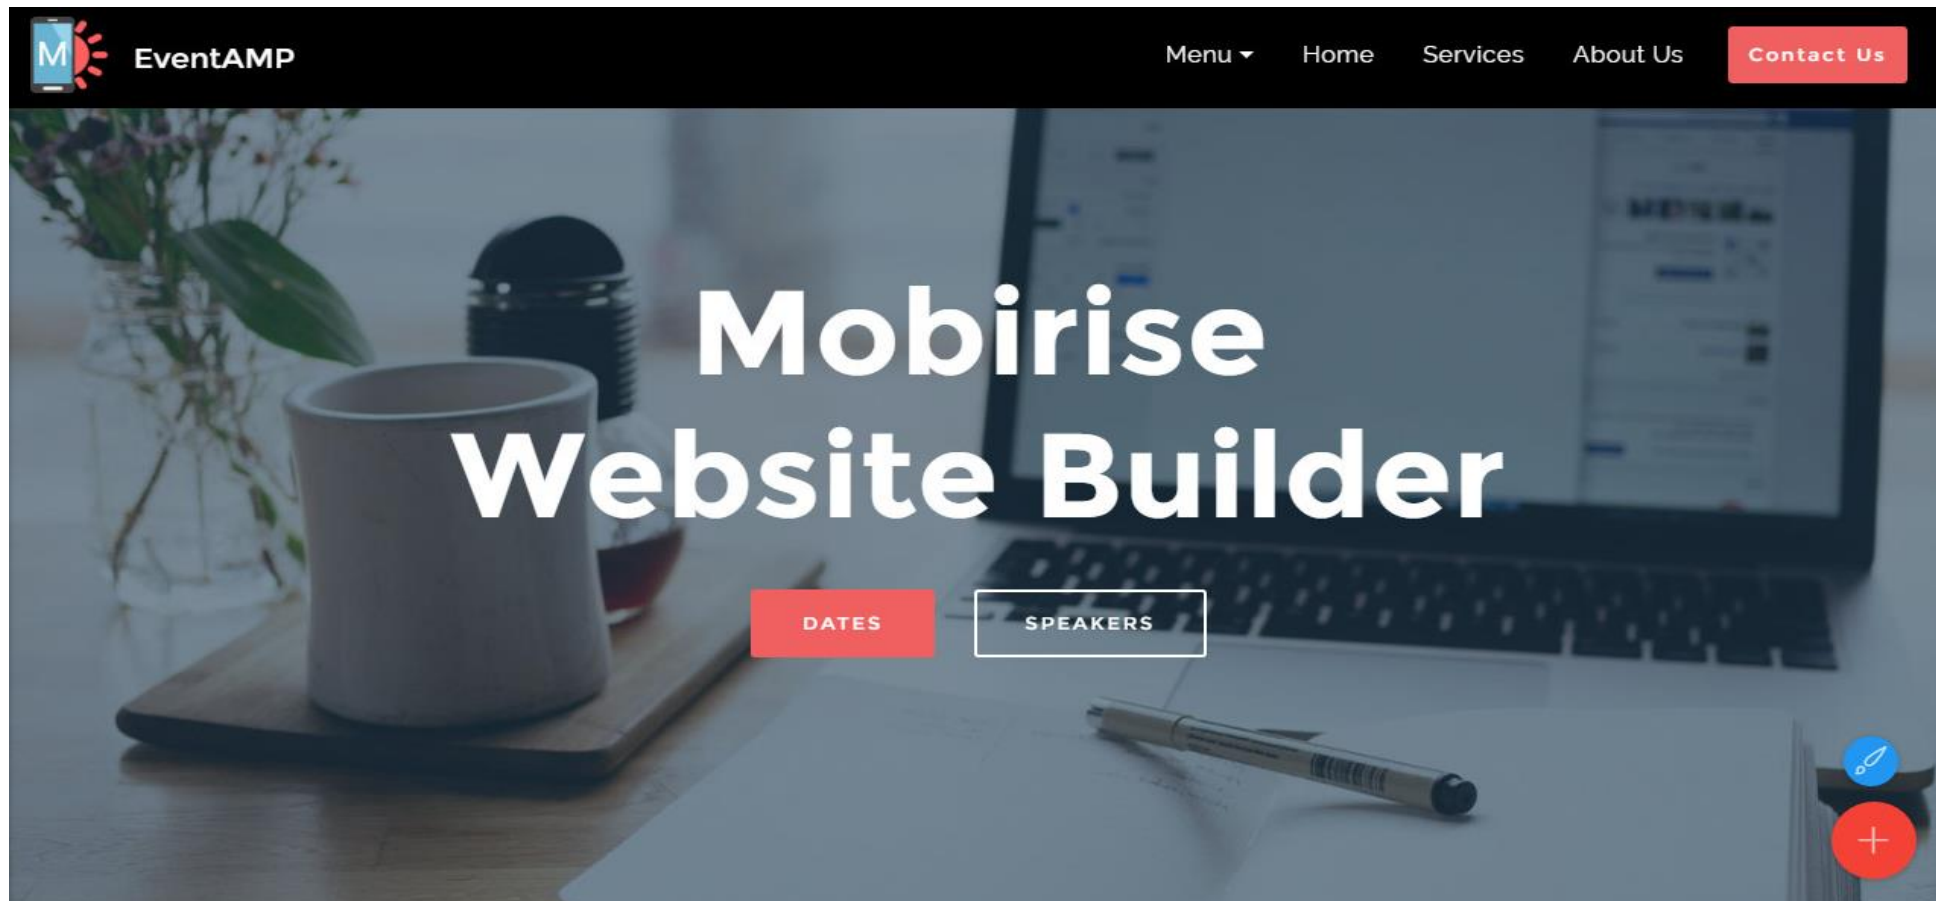 M
EventAMP
Menu
Home
Services
About Us
Contact Us
Mobirise
Website Builder
DATES
SPEAKERS